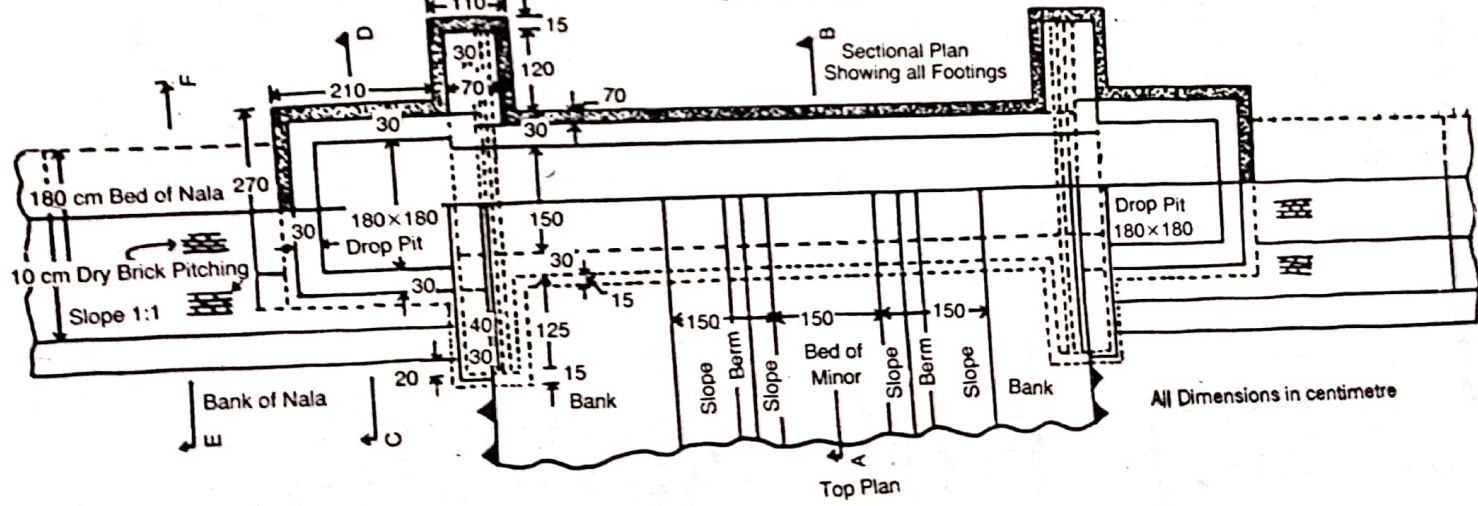 110
15
D
30
B
Sectional Plan
Showing all Footings
120
F
210
70
70
30
30
180 cm Bed of Nala
270
180×180
Drop Pit
150
Drop Pit
180×180
30
10 cm Dry Brick Pitching
30
30
15
Slope 1:1
40
125
150
150
150
30
Slope
Berm
Slope
Bed of
Minor
Slope
Berm
Slope
20
15
Bank of Nala
Bank
Bank
All Dimensions in centimetre
E
C
A
Top Plan